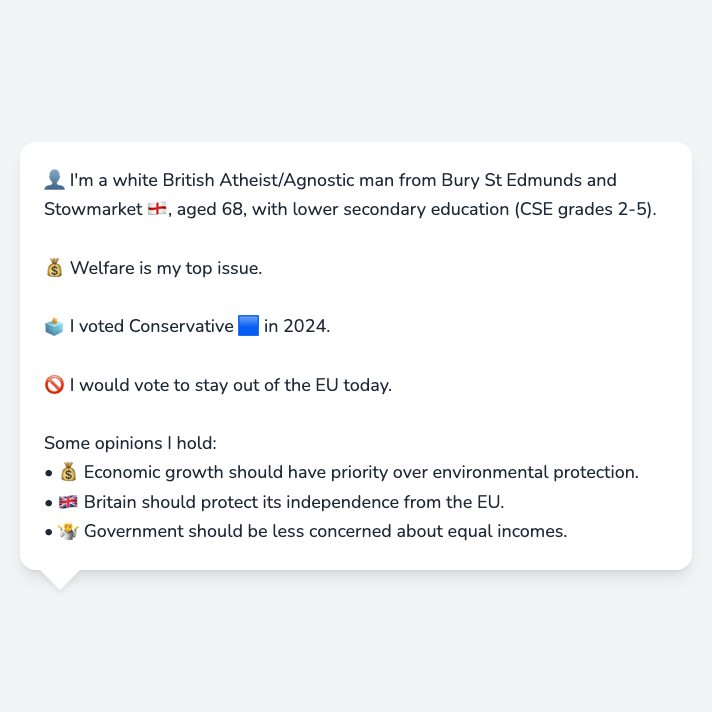 👤 I'm a white British Atheist/Agnostic man from Bury St Edmunds and
Stowmarket 🏴󠁧󠁢󠁥󠁮󠁧󠁿, aged 68, with lower secondary education (CSE grades 2-5).
💰 Welfare is my top issue.
🗳️ I voted Conservative 🟦 in 2024.
🚫 I would vote to stay out of the EU today.
Some opinions I hold:
• 💰 Economic growth should have priority over environmental protection.
• 🇬🇧 Britain should protect its independence from the EU.
• 🤷 Government should be less concerned about equal incomes.